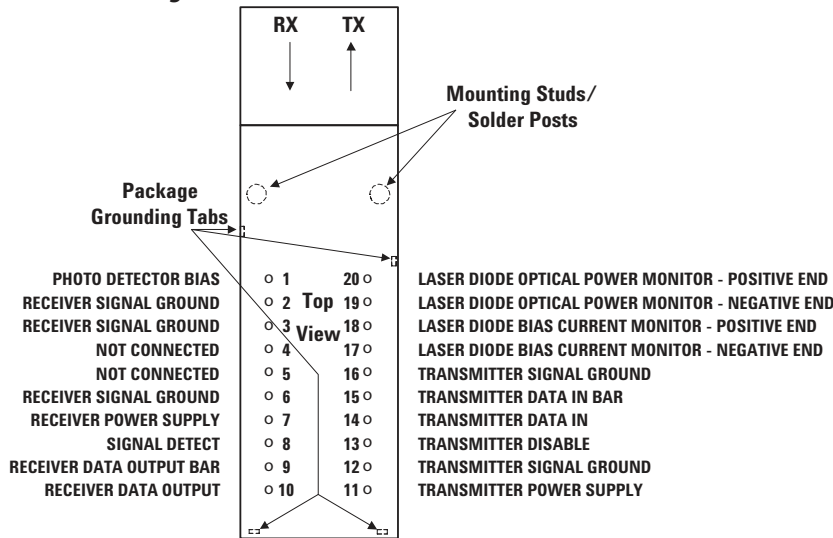 RX TX
Mounting Studs/
Solder Posts
Package
Grounding Tabs
PHOTO DETECTOR BIAS o 1 20 o LASER DIODE OPTICAL POWER MONITOR - POSITIVE END
RECEIVER SIGNAL GROUND o 2 Top 19 o LASER DIODE OPTICAL POWER MONITOR - NEGATIVE END
RECEIVER SIGNAL GROUND o 3 View 18 o LASER DIODE BIAS CURRENT MONITOR - POSITIVE END
NOT CONNECTED o 4 17 o LASER DIODE BIAS CURRENT MONITOR - NEGATIVE END
NOT CONNECTED o 5 16 o TRANSMITTER SIGNAL GROUND
RECEIVER SIGNAL GROUND o 6 15 o TRANSMITTER DATA IN BAR
RECEIVER POWER SUPPLY o 7 14 o TRANSMITTER DATA IN
SIGNAL DETECT o 8 13 o TRANSMITTER DISABLE
RECEIVER DATA OUTPUT BAR o 9 12 o TRANSMITTER SIGNAL GROUND
RECEIVER DATA OUTPUT o 10 11 o TRANSMITTER POWER SUPPLY